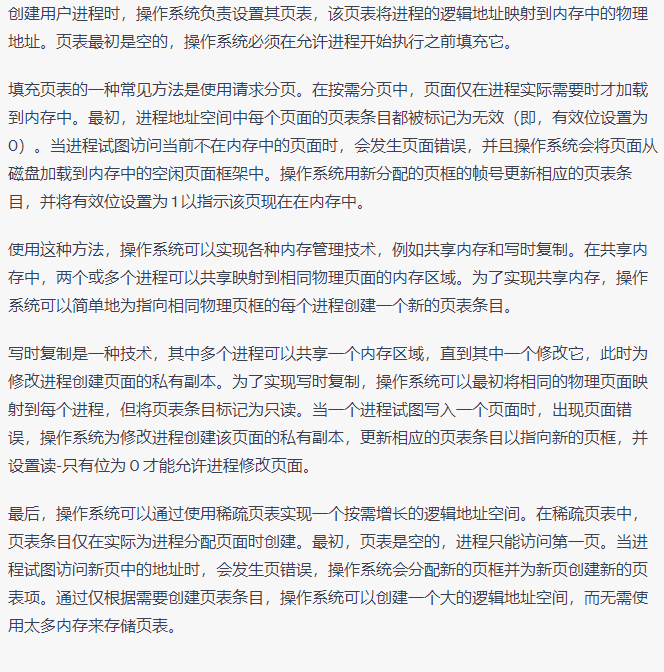 创建用户进程时，操作系统负责设置其页表，该页表将进程的逻辑地址映射到内存中的物理
地址。页表最初是空的，操作系统必须在允许进程开始执行之前填充它。
填充页表的一种常见方法是使用请求分页。在按需分页中，页面仅在进程实际需要时才加载
到内存中。最初，进程地址空间中每个页面的页表条目都被标记为无效（即，有效位设置为
0）。当进程试图访问当前不在内存中的页面时，会发生页面错误，并且操作系统会将页面从
磁盘加载到内存中的空闲页面框架中。操作系统用新分配的页框的帧号更新相应的页表条
目，并将有效位设置为 1 以指示该页现在在内存中。
使用这种方法，操作系统可以实现各种内存管理技术，例如共享内存和写时复制。在共享内
存中，两个或多个进程可以共享映射到相同物理页面的内存区域。为了实现共享内存，操作
系统可以简单地为指向相同物理页框的每个进程创建一个新的页表条目。
写时复制是一种技术，其中多个进程可以共享一个内存区域，直到其中一个修改它，此时为
修改进程创建页面的私有副本。为了实现写时复制，操作系统可以最初将相同的物理页面映
射到每个进程，但将页表条目标记为只读。当一个进程试图写入一个页面时，出现页面错
误，操作系统为修改进程创建该页面的私有副本，更新相应的页表条目以指向新的页框，并
设置读-只有位为 0 才能允许进程修改页面。
最后，操作系统可以通过使用稀疏页表实现一个按需增长的逻辑地址空间。在稀疏页表中，
页表条目仅在实际为进程分配页面时创建。最初，页表是空的，进程只能访问第一页。当进
程试图访问新页中的地址时，会发生页错误，操作系统会分配新的页框并为新页创建新的页
表项。通过仅根据需要创建页表条目，操作系统可以创建一个大的逻辑地址空间，而无需使
用太多内存来存储页表。